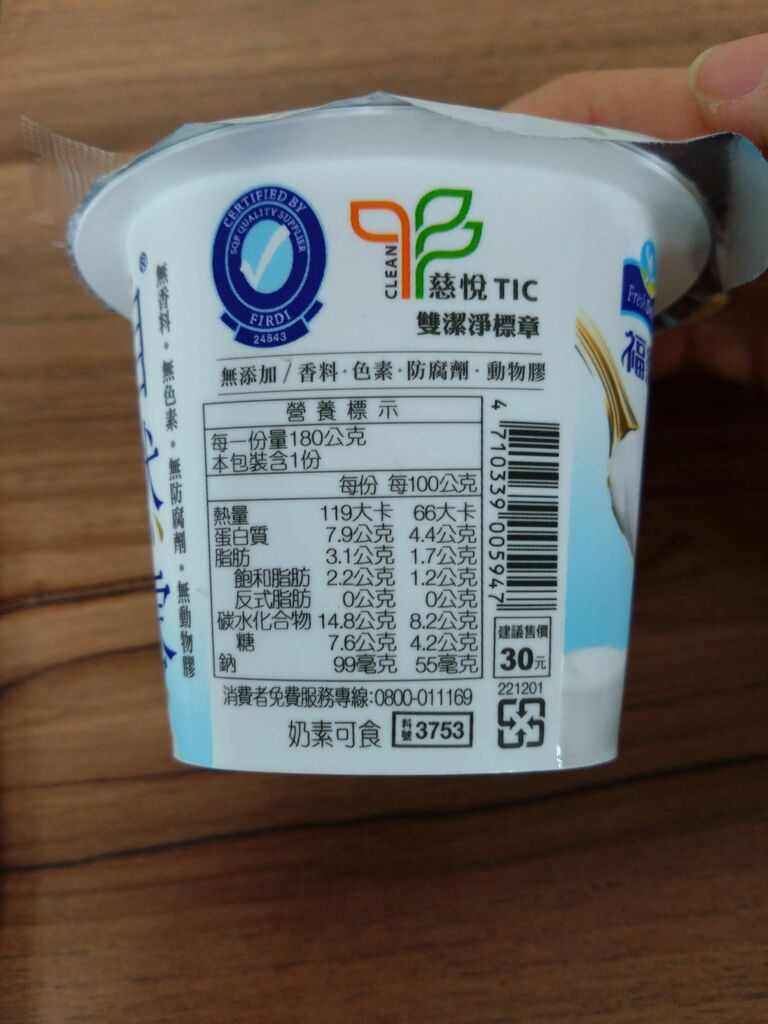 CERTIFIED BY
SQF QUALITY SUPPLIER
FIRDI
24843
CLEAN
慈悅 TIC
雙潔淨標章
無添加/香料·色素·防腐劑·動物膠
營養標示
每一份量180公克
本包裝含1份
每份 每100公克
熱量 119大卡 66大卡
蛋白質 7.9公克 4.4公克
脂肪 3.1公克 1.7公克
飽和脂肪 2.2公克 1.2公克
反式脂肪 0公克 0公克
碳水化合物 14.8公克 8.2公克
糖 7.6公克 4.2公克
鈉 99毫克 55毫克
消費者免費服務專線:0800-011169
奶素可食 料號 3753
4 710339 005947
建議售價
30元
221201
無香料·無色素·無防腐劑·無動物膠
®
Fresh
福